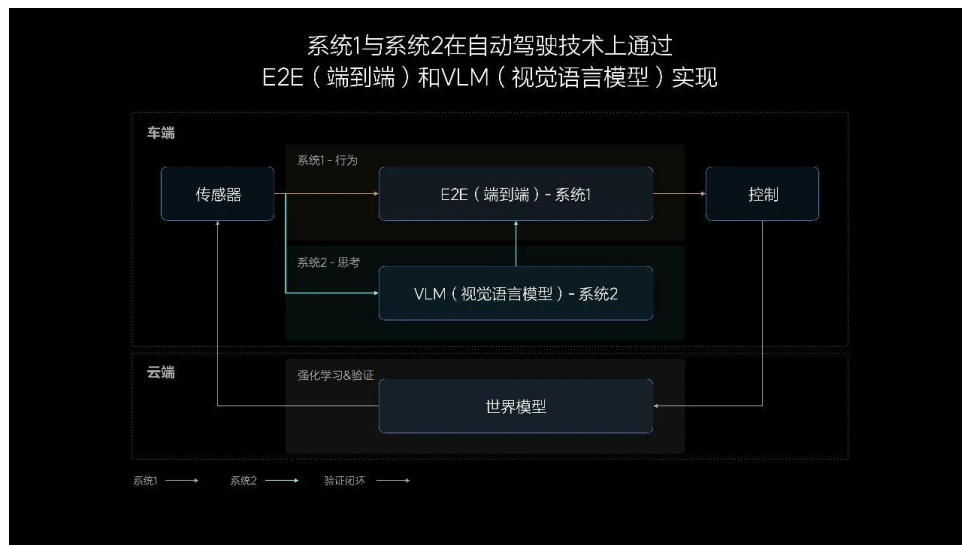 系统1与系统2在自动驾驶技术上通过
E2E（端到端）和VLM（视觉语言模型）实现
车端
系统1 - 行为
传感器
E2E（端到端）- 系统1
控制
系统2 - 思考
VLM（视觉语言模型）- 系统2
云端
强化学习&验证
世界模型
系统1
系统2
验证闭环